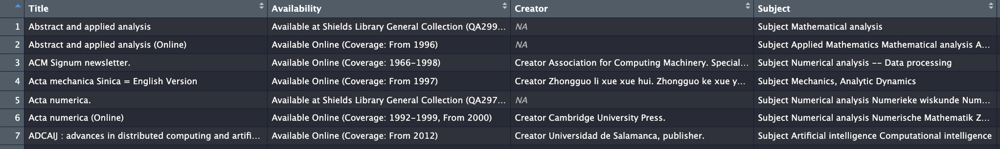 Title Availability Creator Subject
1 Abstract and applied analysis Available at Shields Library General Collection (QA299... NA Subject Mathematical analysis
2 Abstract and applied analysis (Online) Available Online (Coverage: From 1996) NA Subject Applied Mathematics Mathematical analysis A...
3 ACM Signum newsletter. Available Online (Coverage: 1966-1998) Creator Association for Computing Machinery. Special... Subject Numerical analysis -- Data processing
4 Acta mechanica Sinica = English Version Available Online (Coverage: From 1997) Creator Zhongguo li xue xue hui. Zhongguo ke xue y... Subject Mechanics, Analytic Dynamics
5 Acta numerica. Available at Shields Library General Collection (QA297... NA Subject Numerical analysis Numerieke wiskunde Num...
6 Acta numerica (Online) Available Online (Coverage: 1992-1999, From 2000) Creator Cambridge University Press. Subject Numerical analysis Numerische Mathematik Z...
7 ADCAIJ : advances in distributed computing and artifi... Available Online (Coverage: From 2012) Creator Universidad de Salamanca, publisher. Subject Artificial intelligence Computational intelligence